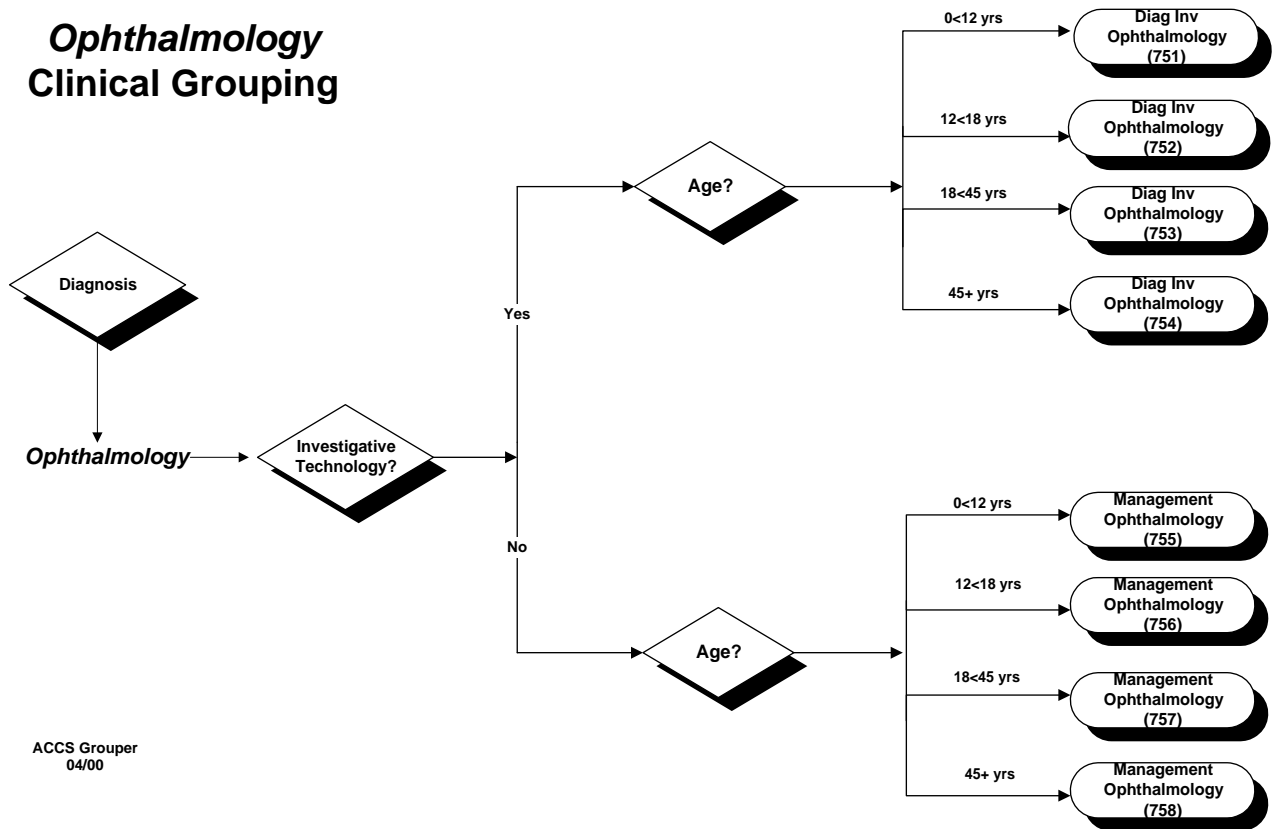 Ophthalmology
Clinical Grouping
Diagnosis
Ophthalmology
Investigative
Technology?
Yes
Age?
0<12 yrs
Diag Inv
Ophthalmology
(751)
12<18 yrs
Diag Inv
Ophthalmology
(752)
18<45 yrs
Diag Inv
Ophthalmology
(753)
45+ yrs
Diag Inv
Ophthalmology
(754)
No
Age?
0<12 yrs
Management
Ophthalmology
(755)
12<18 yrs
Management
Ophthalmology
(756)
18<45 yrs
Management
Ophthalmology
(757)
45+ yrs
Management
Ophthalmology
(758)
ACCS Grouper
04/00